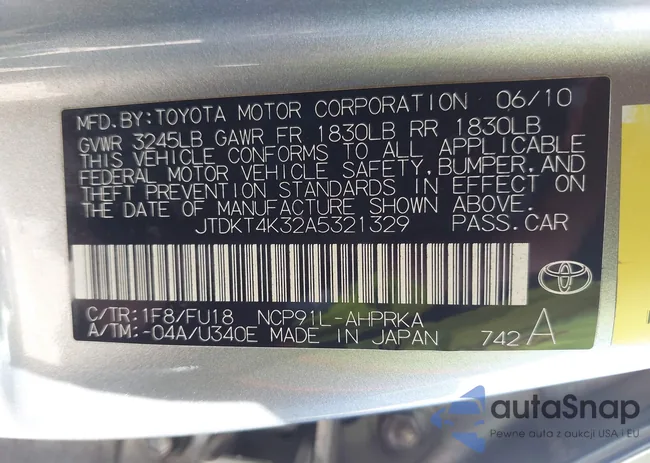 MFD.BY:TOYOTA MOTOR CORPORATION 06/10
GVWR 3245LB GAWR FR 1830LB RR 1830LB
THIS VEHICLE CONFORMS TO ALL APPLICABLE
FEDERAL MOTOR VEHICLE SAFETY,BUMPER,AND
THEFT PREVENTION STANDARDS IN EFFECT ON
THE DATE OF MANUFACTURE SHOWN ABOVE.
JTDKT4K32A5321329 PASS.CAR
C/TR:1F8/FU18 NCP91L-AHPRKA
A/TM:-04A/U340E MADE IN JAPAN 742A
autoSnap
Pewne auta z aukcji USA i EU